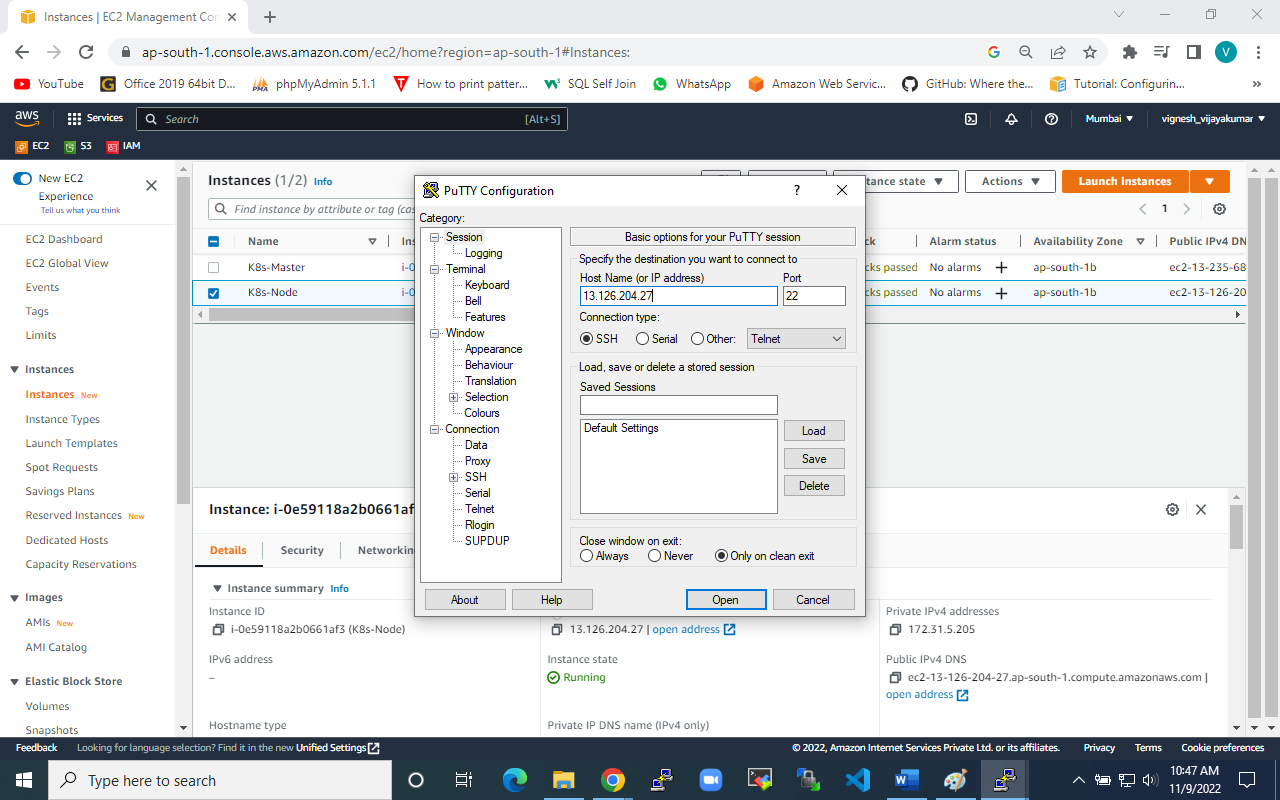 Instances | EC2 Management Con
ap-south-1.console.aws.amazon.com/ec2/home?region=ap-south-1#Instances:
V
YouTube
Office 2019 64bit D...
phpMyAdmin 5.1.1
How to print patter...
SQL Self Join
WhatsApp
Amazon Web Servic...
GitHub: Where the...
Tutorial: Configurin...
aws
Services
Search
[Alt+S]
Mumbai
vignesh_vijayakumar
EC2
S3
IAM
New EC2
Experience
Tell us what you think
EC2 Dashboard
EC2 Global View
Events
Tags
Limits
Instances
Instances New
Instance Types
Launch Templates
Spot Requests
Savings Plans
Reserved Instances New
Dedicated Hosts
Capacity Reservations
Images
AMIs New
AMI Catalog
Elastic Block Store
Volumes
Snapshots
Instances (1/2) Info
tance state
Actions
Launch instances
Find instance by attribute or tag (cas
1
Name
Ins
ck
Alarm status
Availability Zone
Public IPv4 DN
K8s-Master
i-0
cks passed
No alarms
ap-south-1b
ec2-13-235-68
K8s-Node
i-0
cks passed
No alarms
ap-south-1b
ec2-13-126-20
PuTTY Configuration
?
Category:
Session
Logging
Terminal
Keyboard
Bell
Features
Window
Appearance
Behaviour
Translation
Selection
Colours
Connection
Data
Proxy
SSH
Serial
Telnet
Rlogin
SUPDUP
Basic options for your PuTTY session
Specify the destination you want to connect to
Host Name (or IP address)
Port
13.126.204.27
22
Connection type:
SSH
Serial
Other:
Telnet
Load, save or delete a stored session
Saved Sessions
Default Settings
Load
Save
Delete
Close window on exit:
Always
Never
Only on clean exit
About
Help
Open
Cancel
Instance: i-0e59118a2b0661af
Details
Security
Networkin
Instance summary Info
Instance ID
i-0e59118a2b0661af3 (K8s-Node)
13.126.204.27 | open address
Private IPv4 addresses
172.31.5.205
IPv6 address
–
Instance state
Running
Public IPv4 DNS
ec2-13-126-204-27.ap-south-1.compute.amazonaws.com |
open address
Hostname type
Private IP DNS name (IPv4 only)
Feedback
Looking for language selection? Find it in the new Unified Settings
© 2022, Amazon Internet Services Private Ltd. or its affiliates.
Privacy
Terms
Cookie preferences
Type here to search
10:47 AM
11/9/2022